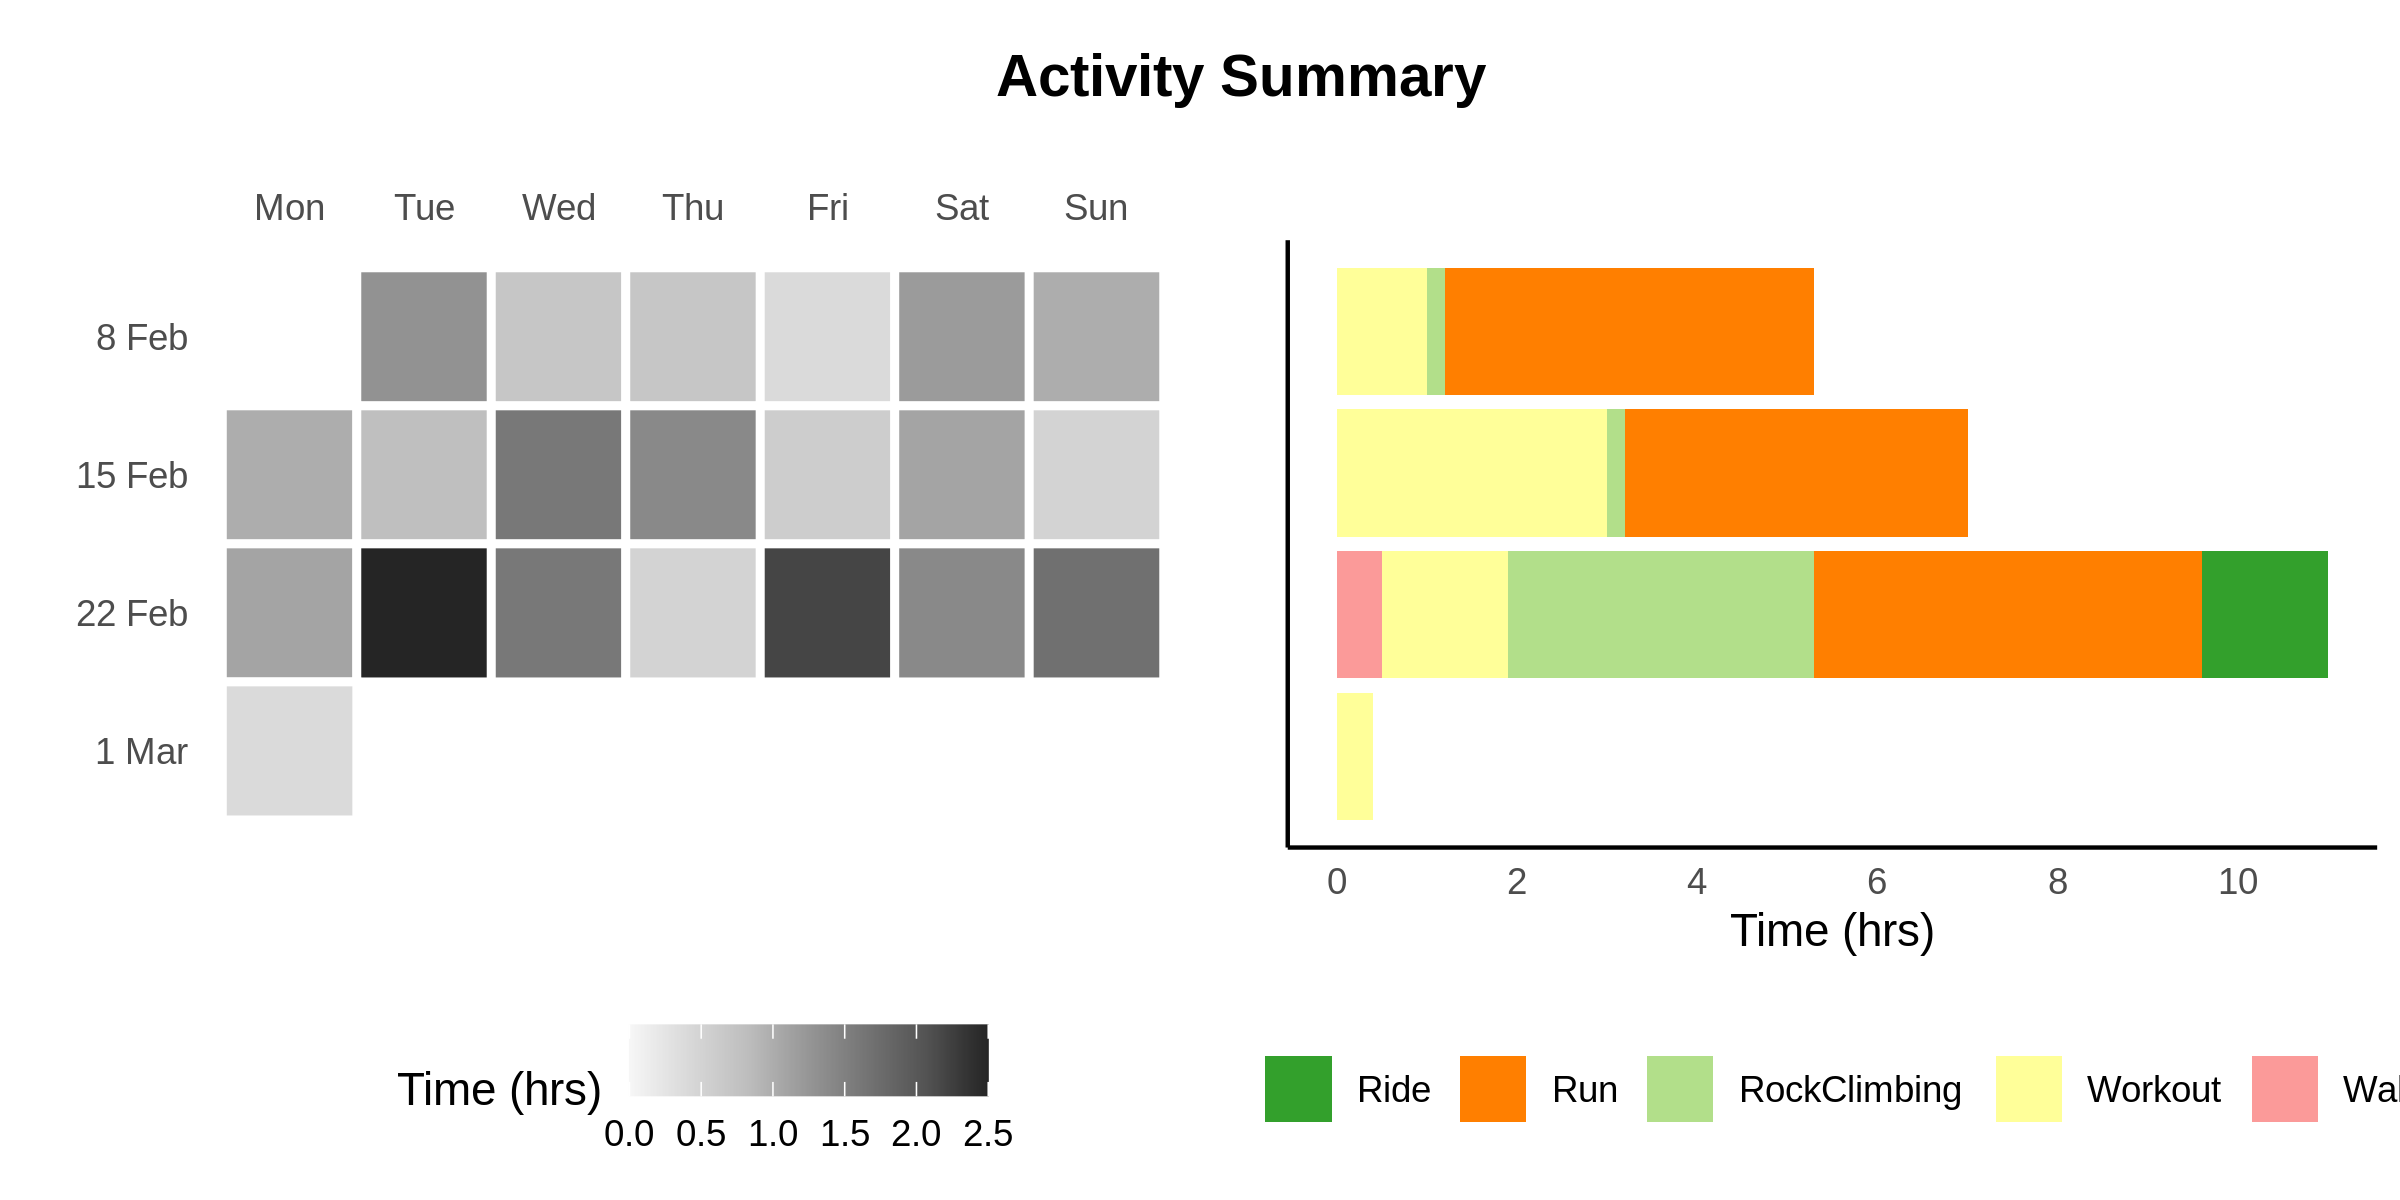 Activity Summary
Mon Tue Wed Thu Fri Sat Sun
8 Feb
15 Feb
22 Feb
1 Mar
0 2 4 6 8 10
Time (hrs)
Time (hrs)
0.0 0.5 1.0 1.5 2.0 2.5
Ride Run RockClimbing Workout